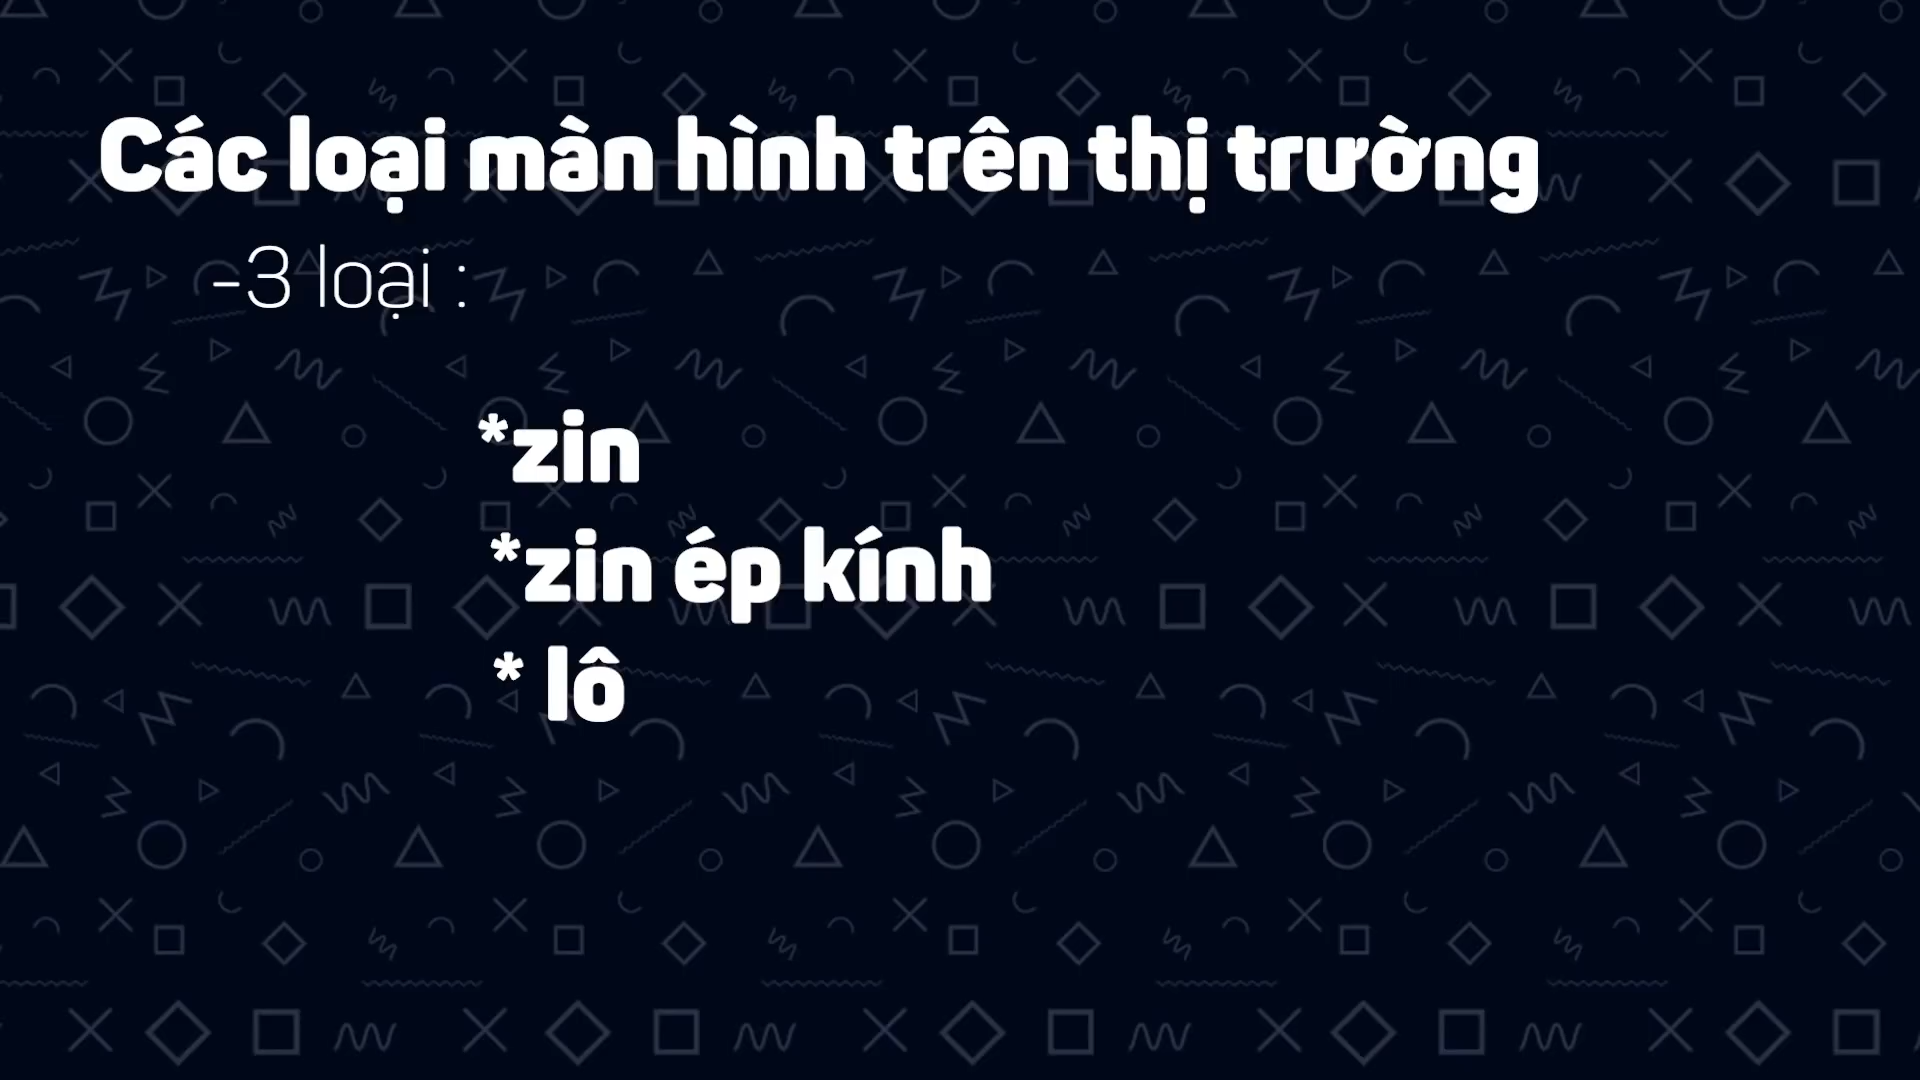 Các loại màn hình trên thị trường
-3 loại :
*zin
*zin ép kính
* lô